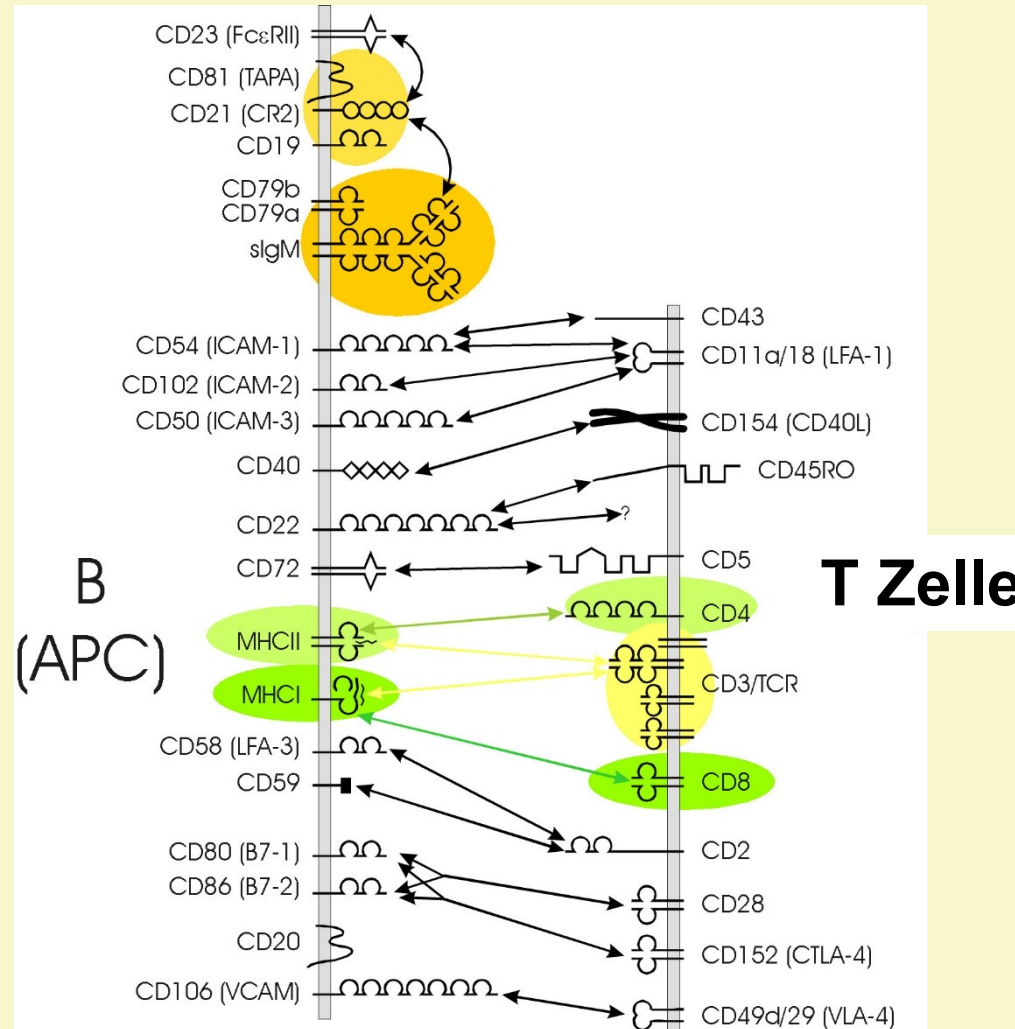 CD23 (FcεRII)
CD81 (TAPA)
CD21 (CR2)
CD19
CD79b
CD79a
sIgM
CD54 (ICAM-1)
CD102 (ICAM-2)
CD50 (ICAM-3)
CD40
CD22
CD72
B
(APC)
MHCII
MHCI
CD58 (LFA-3)
CD59
CD80 (B7-1)
CD86 (B7-2)
CD20
CD106 (VCAM)
CD43
CD11a/18 (LFA-1)
CD154 (CD40L)
CD45RO
?
CD5
T Zelle
CD4
CD3/TCR
CD8
CD2
CD28
CD152 (CTLA-4)
CD49d/29 (VLA-4)